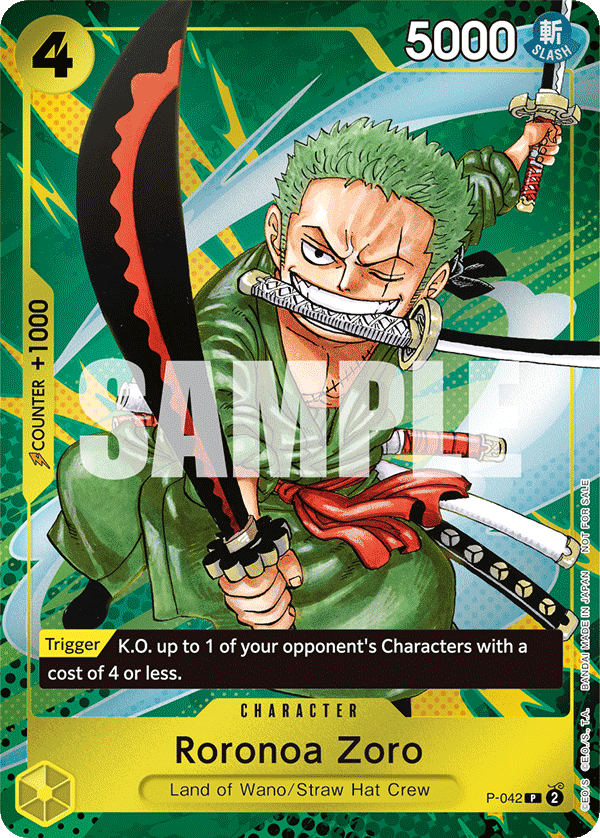 4
5000
斬
SLASH
COUNTER +1000
SAMPLE
Trigger K.O. up to 1 of your opponent's Characters with a
cost of 4 or less.
CHARACTER
Roronoa Zoro
Land of Wano/Straw Hat Crew
P-042 P 2
©E.O/S. ©E.O./S., T.A. BANDAI MADE IN JAPAN NOT FOR SALE